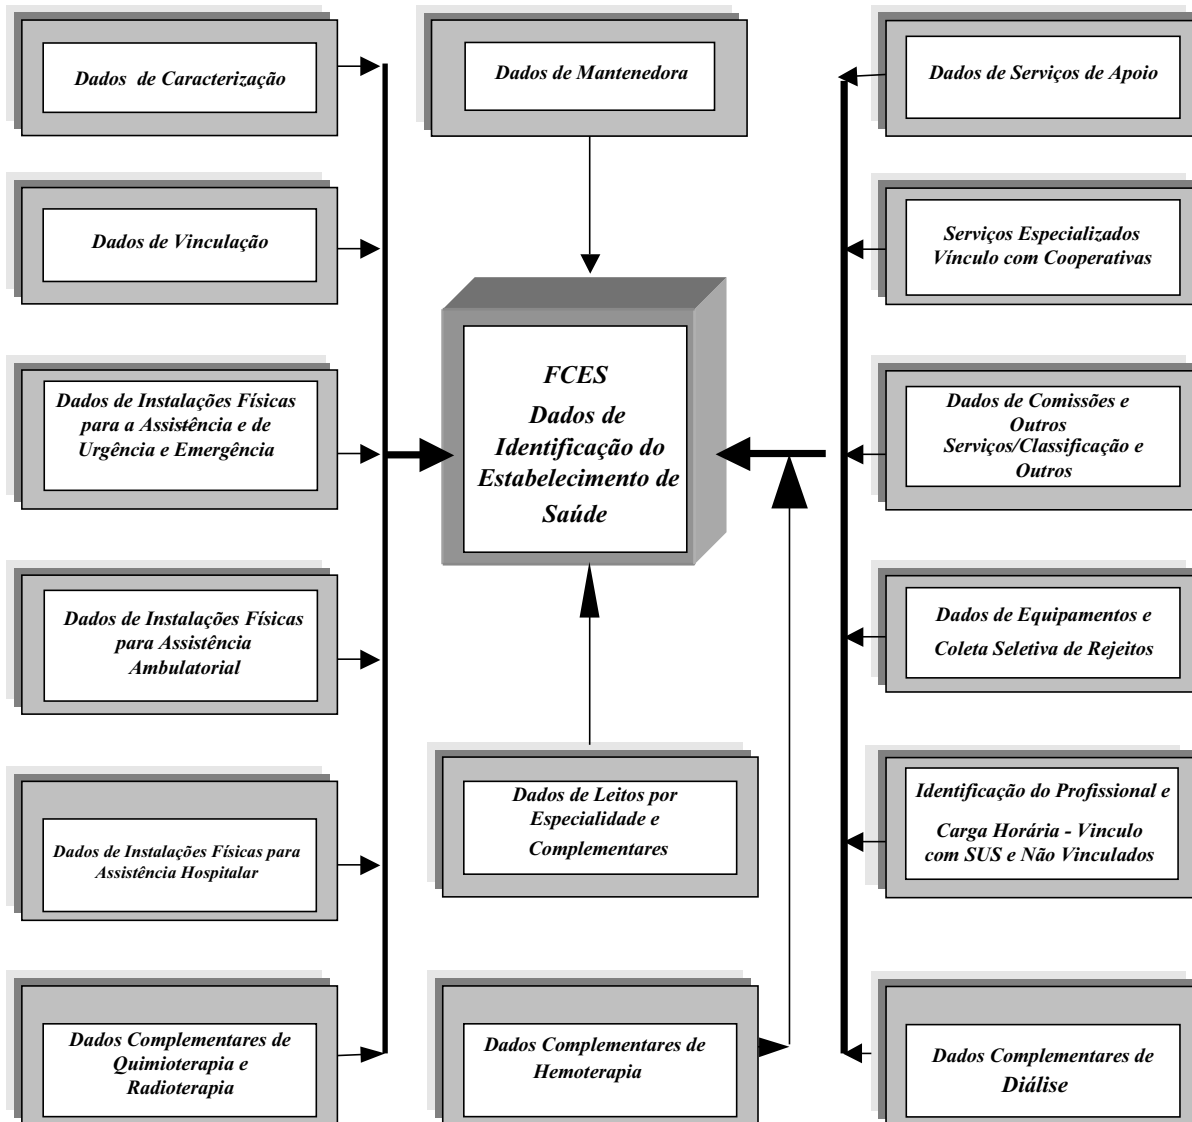 Dados de Caracterização
Dados de Mantenedora
Dados de Serviços de Apoio
Dados de Vinculação
Serviços Especializados
Vínculo com Cooperativas
FCES
Dados de
Identificação do
Estabelecimento de
Saúde
Dados de Instalações Físicas
para a Assistência e de
Urgência e Emergência
Dados de Comissões e
Outros
Serviços/Classificação e
Outros
Dados de Instalações Físicas
para Assistência
Ambulatorial
Dados de Equipamentos e
Coleta Seletiva de Rejeitos
Dados de Instalações Físicas para
Assistência Hospitalar
Dados de Leitos por
Especialidade e
Complementares
Identificação do Profissional e
Carga Horária - Vinculo
com SUS e Não Vinculados
Dados Complementares de
Quimioterapia e
Radioterapia
Dados Complementares de
Hemoterapia
Dados Complementares de
Diálise